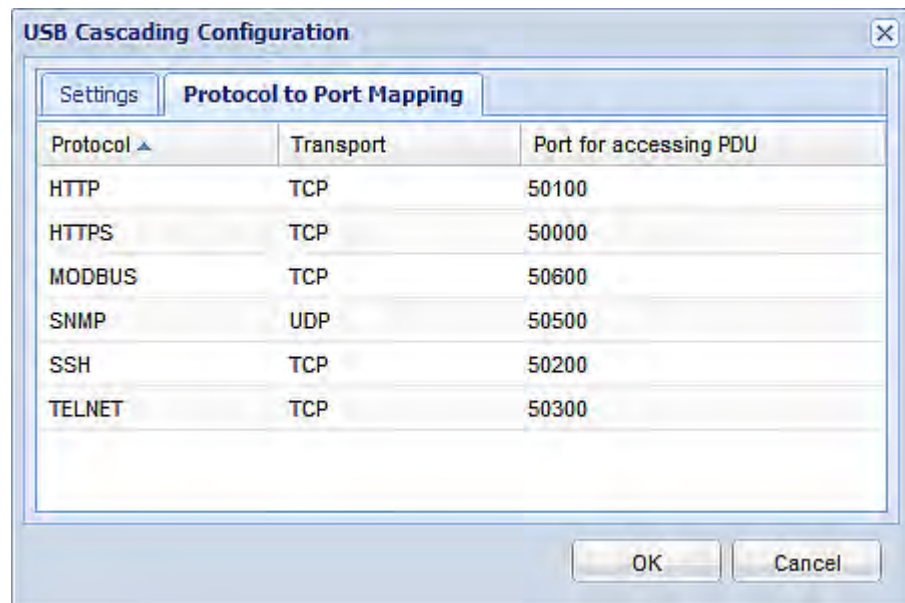 USB Cascading Configuration
Settings Protocol to Port Mapping
Protocol Transport Port for accessing PDU
HTTP TCP 50100
HTTPS TCP 50000
MODBUS TCP 50600
SNMP UDP 50500
SSH TCP 50200
TELNET TCP 50300
OK Cancel